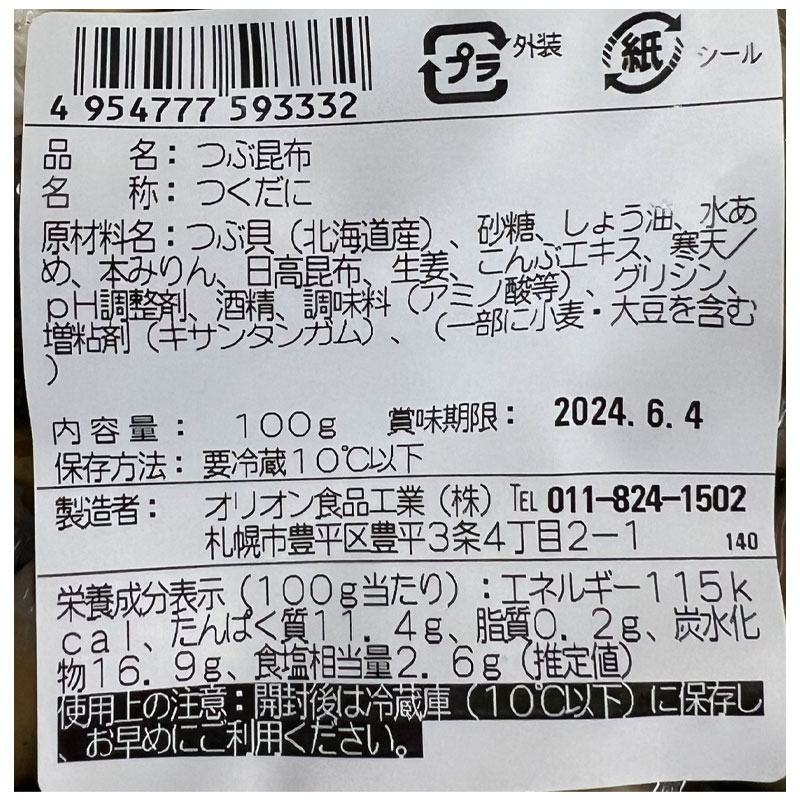 プラ 外装 紙 シール
4 954777 593332
品 名：つぶ昆布
名 称：つくだに
原材料名：つぶ貝（北海道産）、砂糖、しょう油、水あ
め、本みりん、日高昆布、生姜、こんぶエキス、寒天／
ｐＨ調整剤、酒精、調味料（アミノ酸等）、グリシン、
増粘剤（キサンタンガム）、（一部に小麦・大豆を含む
）
内容量：１００ｇ 賞味期限：2024. 6. 4
保存方法：要冷蔵１０℃以下
製造者：オリオン食品工業（株）℡ 011-824-1502
札幌市豊平区豊平３条４丁目２－１ 140
栄養成分表示（１００ｇ当たり）：エネルギー１１５ｋ
ｃａｌ、たんぱく質１１．４ｇ、脂質０．２ｇ、炭水化
物１６．９ｇ、食塩相当量２．６ｇ（推定値）
使用上の注意：開封後は冷蔵庫（１０℃以下）に保存し
、お早めにご利用ください。